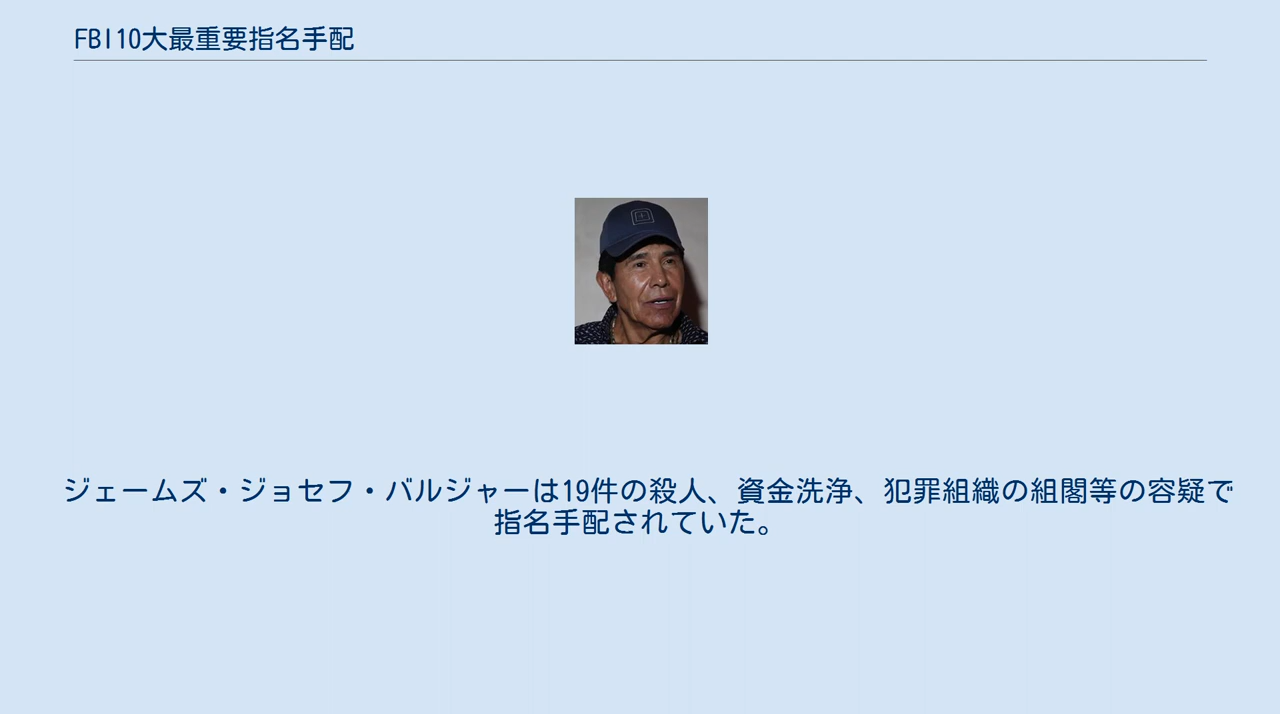 FBI10大最重要指名手配
ジェームズ・ジョセフ・バルジャーは19件の殺人、資金洗浄、犯罪組織の組閣等の容疑で
指名手配されていた。